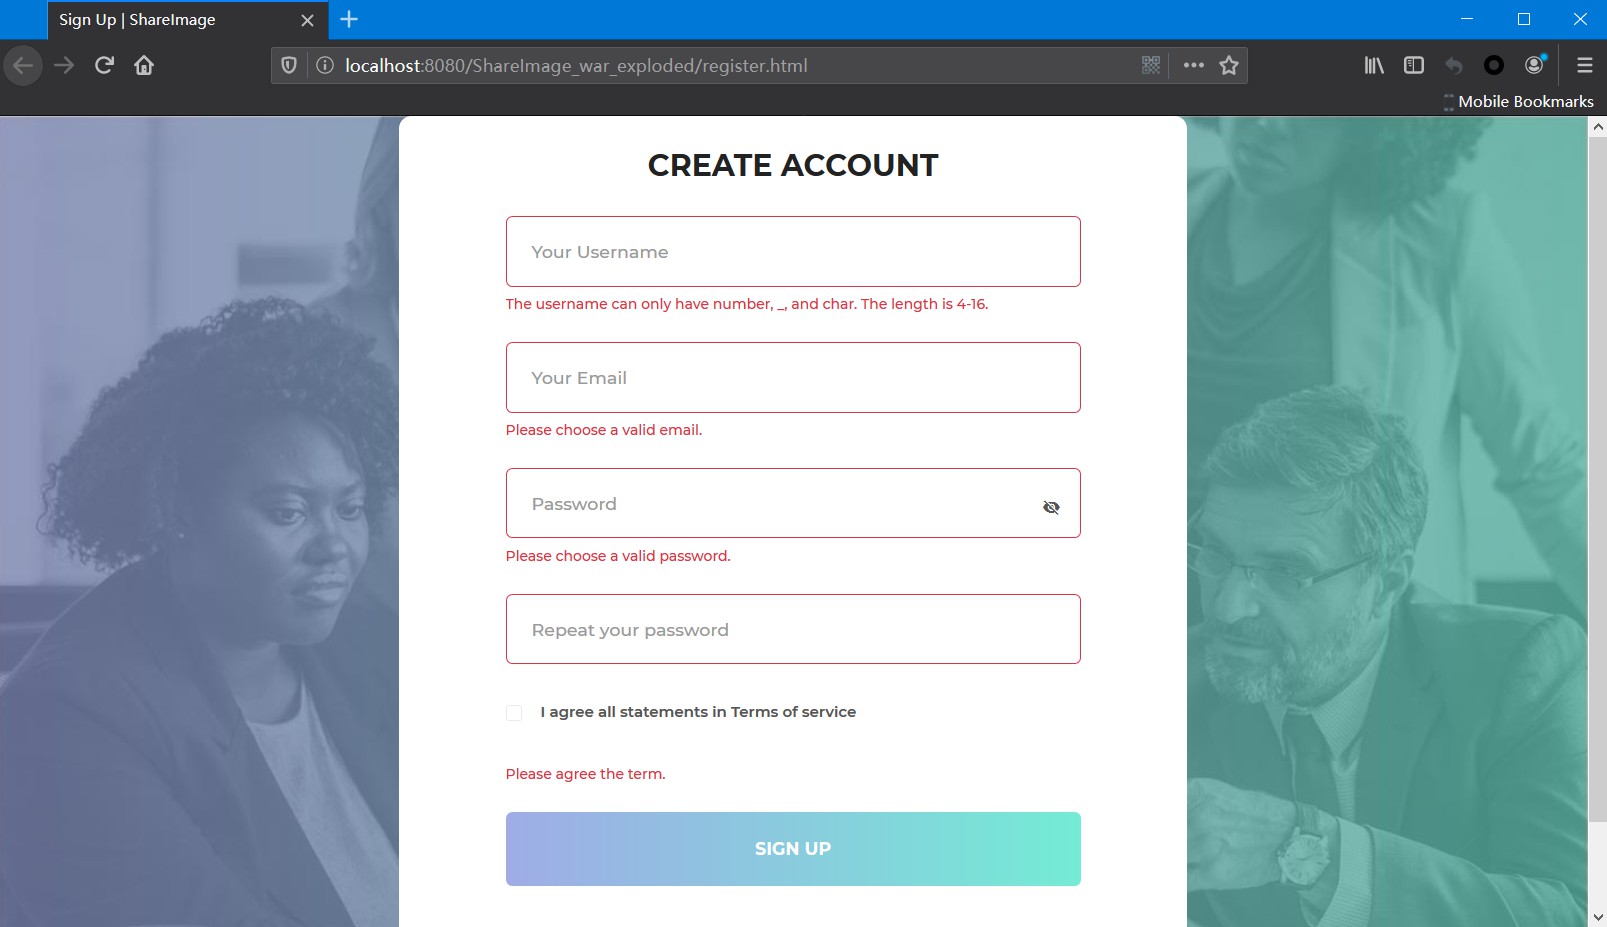 Sign Up | ShareImage
localhost:8080/ShareImage_war_exploded/register.html
Mobile Bookmarks
CREATE ACCOUNT
Your Username
The username can only have number, _, and char. The length is 4-16.
Your Email
Please choose a valid email.
Password
Please choose a valid password.
Repeat your password
I agree all statements in Terms of service
Please agree the term.
SIGN UP